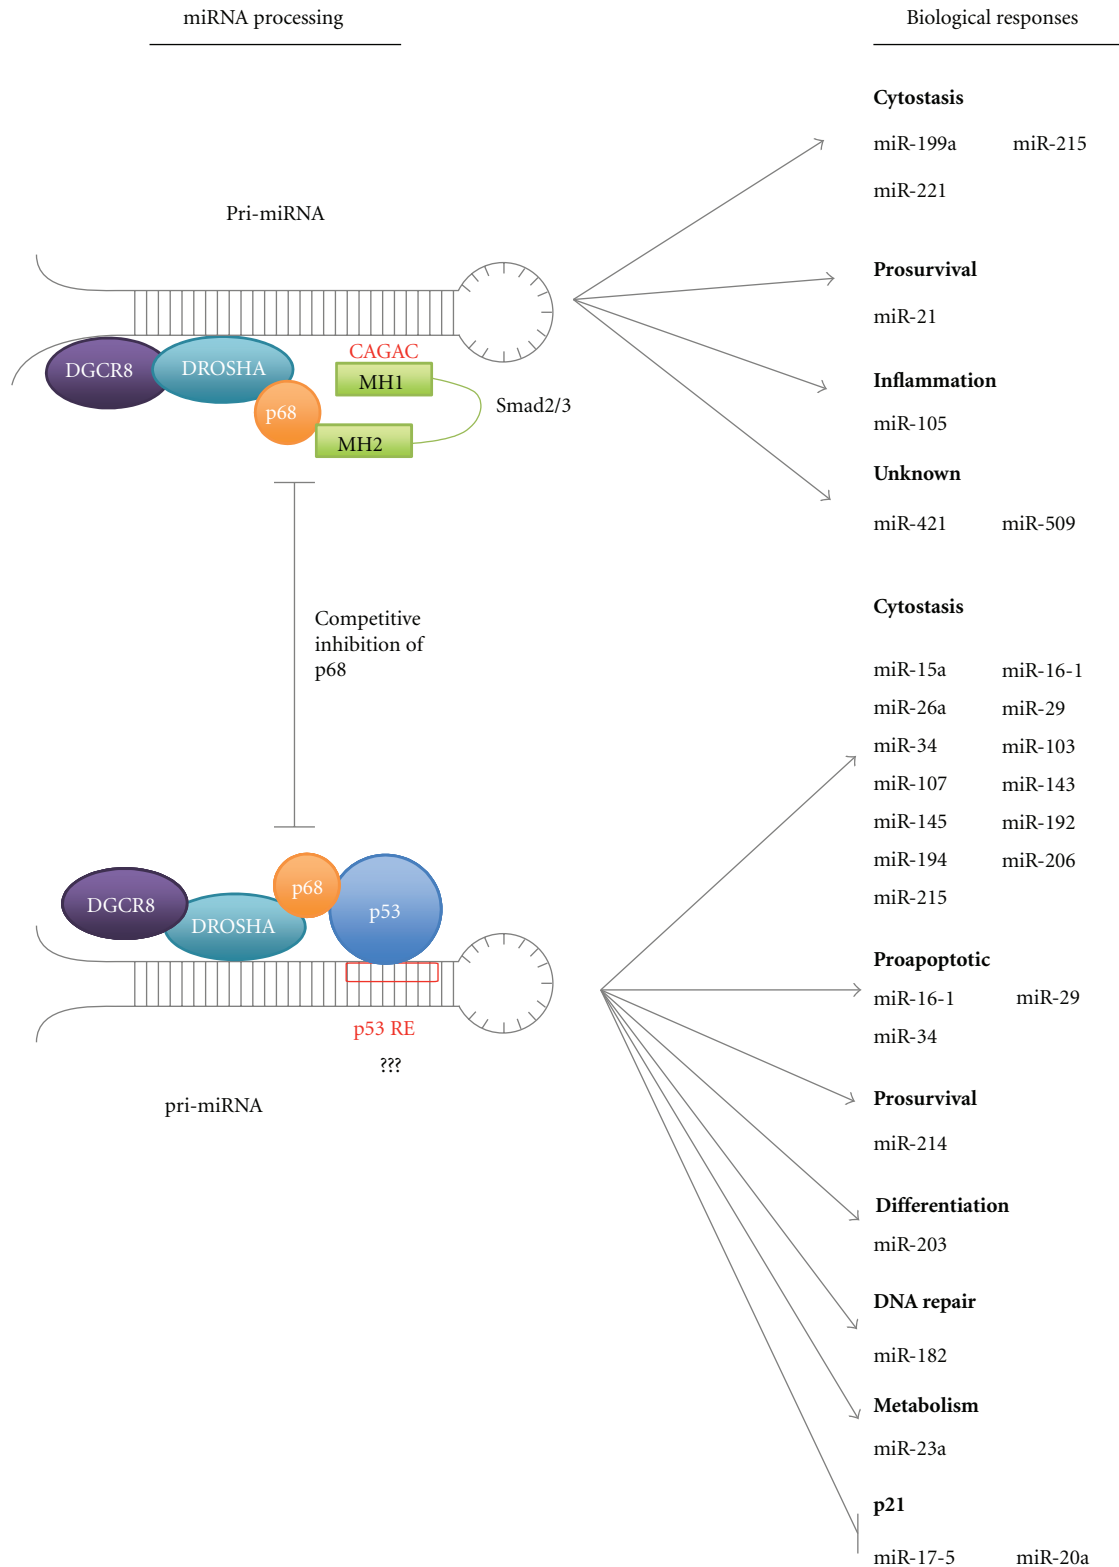 miRNA processing
Biological responses
Pri-miRNA
DGCR8
DROSHA
p68
CAGAC
MH1
MH2
Smad2/3
Cytostasis
miR-199a miR-215
miR-221
Prosurvival
miR-21
Inflammation
miR-105
Unknown
miR-421 miR-509
Competitive
inhibition of
p68
DGCR8
DROSHA
p68
p53
p53 RE
???
pri-miRNA
Cytostasis
miR-15a miR-16-1
miR-26a miR-29
miR-34 miR-103
miR-107 miR-143
miR-145 miR-192
miR-194 miR-206
miR-215
Proapoptotic
miR-16-1 miR-29
miR-34
Prosurvival
miR-214
Differentiation
miR-203
DNA repair
miR-182
Metabolism
miR-23a
p21
miR-17-5 miR-20a